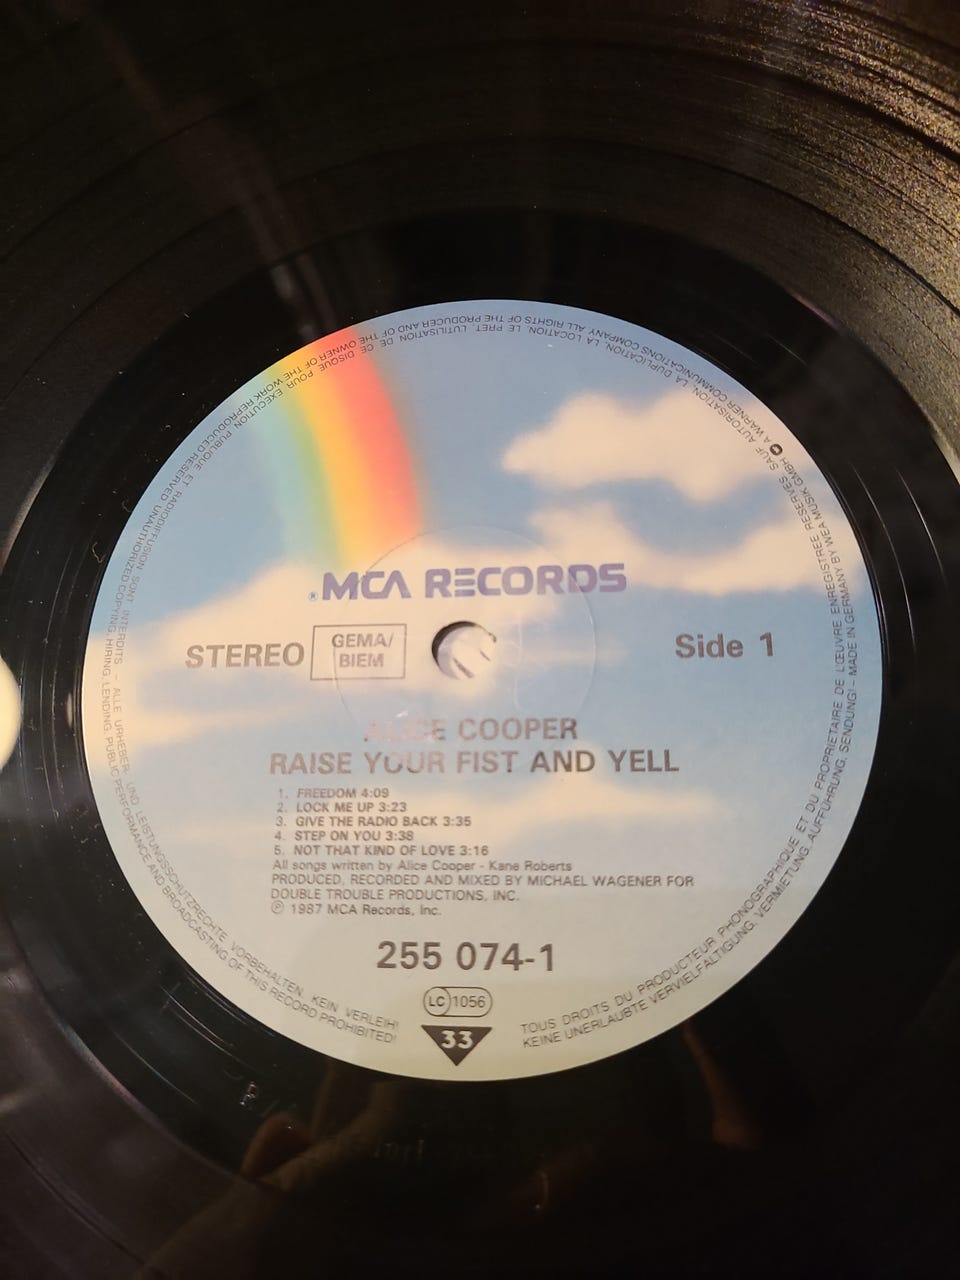 ® MCA RECORDS
STEREO
GEMA/
BIEM
Side 1
ALICE COOPER
RAISE YOUR FIST AND YELL
1. FREEDOM 4:09
2. LOCK ME UP 3:23
3. GIVE THE RADIO BACK 3:35
4. STEP ON YOU 3:38
5. NOT THAT KIND OF LOVE 3:16
All songs written by Alice Cooper - Kane Roberts
PRODUCED, RECORDED AND MIXED BY MICHAEL WAGENER FOR
DOUBLE TROUBLE PRODUCTIONS, INC.
℗ 1987 MCA Records, Inc.
255 074-1
LC 1056
33
TOUS DROITS DU PRODUCTEUR PHONOGRAPHIQUE ET DU PROPRIETAIRE DE L'ŒUVRE ENREGISTREE RESERVES. SAUF AUTORISATION, LA DUPLICATION, LA LOCATION, LE PRET, L'UTILISATION DE CE DISQUE POUR EXECUTION PUBLIQUE ET RADIODIFFUSION SONT INTERDITS – ALLE URHEBER- UND LEISTUNGSSCHUTZRECHTE VORBEHALTEN. KEIN VERLEIH!
KEINE UNERLAUBTE VERVIELFÄLTIGUNG, VERMIETUNG, AUFFÜHRUNG, SENDUNG! – MADE IN GERMANY BY WEA MUSIK GMBH A WARNER COMMUNICATIONS COMPANY ALL RIGHTS OF THE PRODUCER AND OF THE OWNER OF THE WORK REPRODUCED RESERVED UNAUTHORIZED COPYING, HIRING, LENDING, PUBLIC PERFORMANCE AND BROADCASTING OF THIS RECORD PROHIBITED!